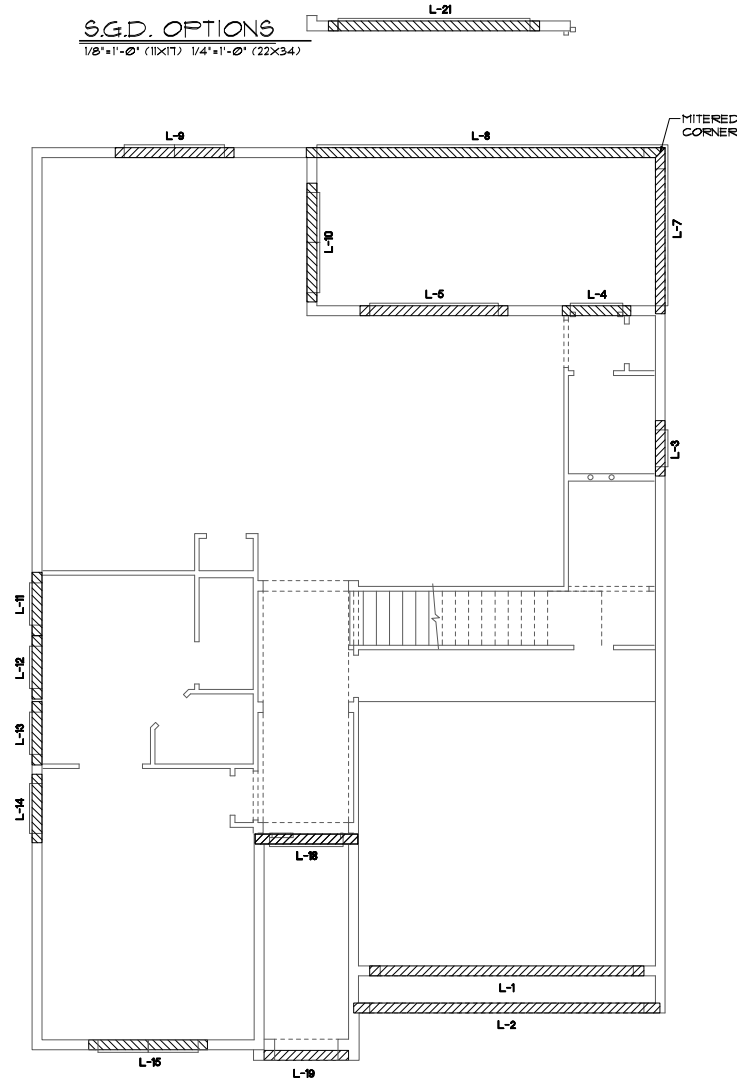 L-21
S.G.D. OPTIONS
1/8"=1'-0" (11X17) 1/4"=1'-0" (22X34)
L-9
L-8
MITERED
CORNER
L-7
L-10
L-5
L-4
L-3
L-11
L-12
L-13
L-14
L-18
L-1
L-2
L-15
L-19